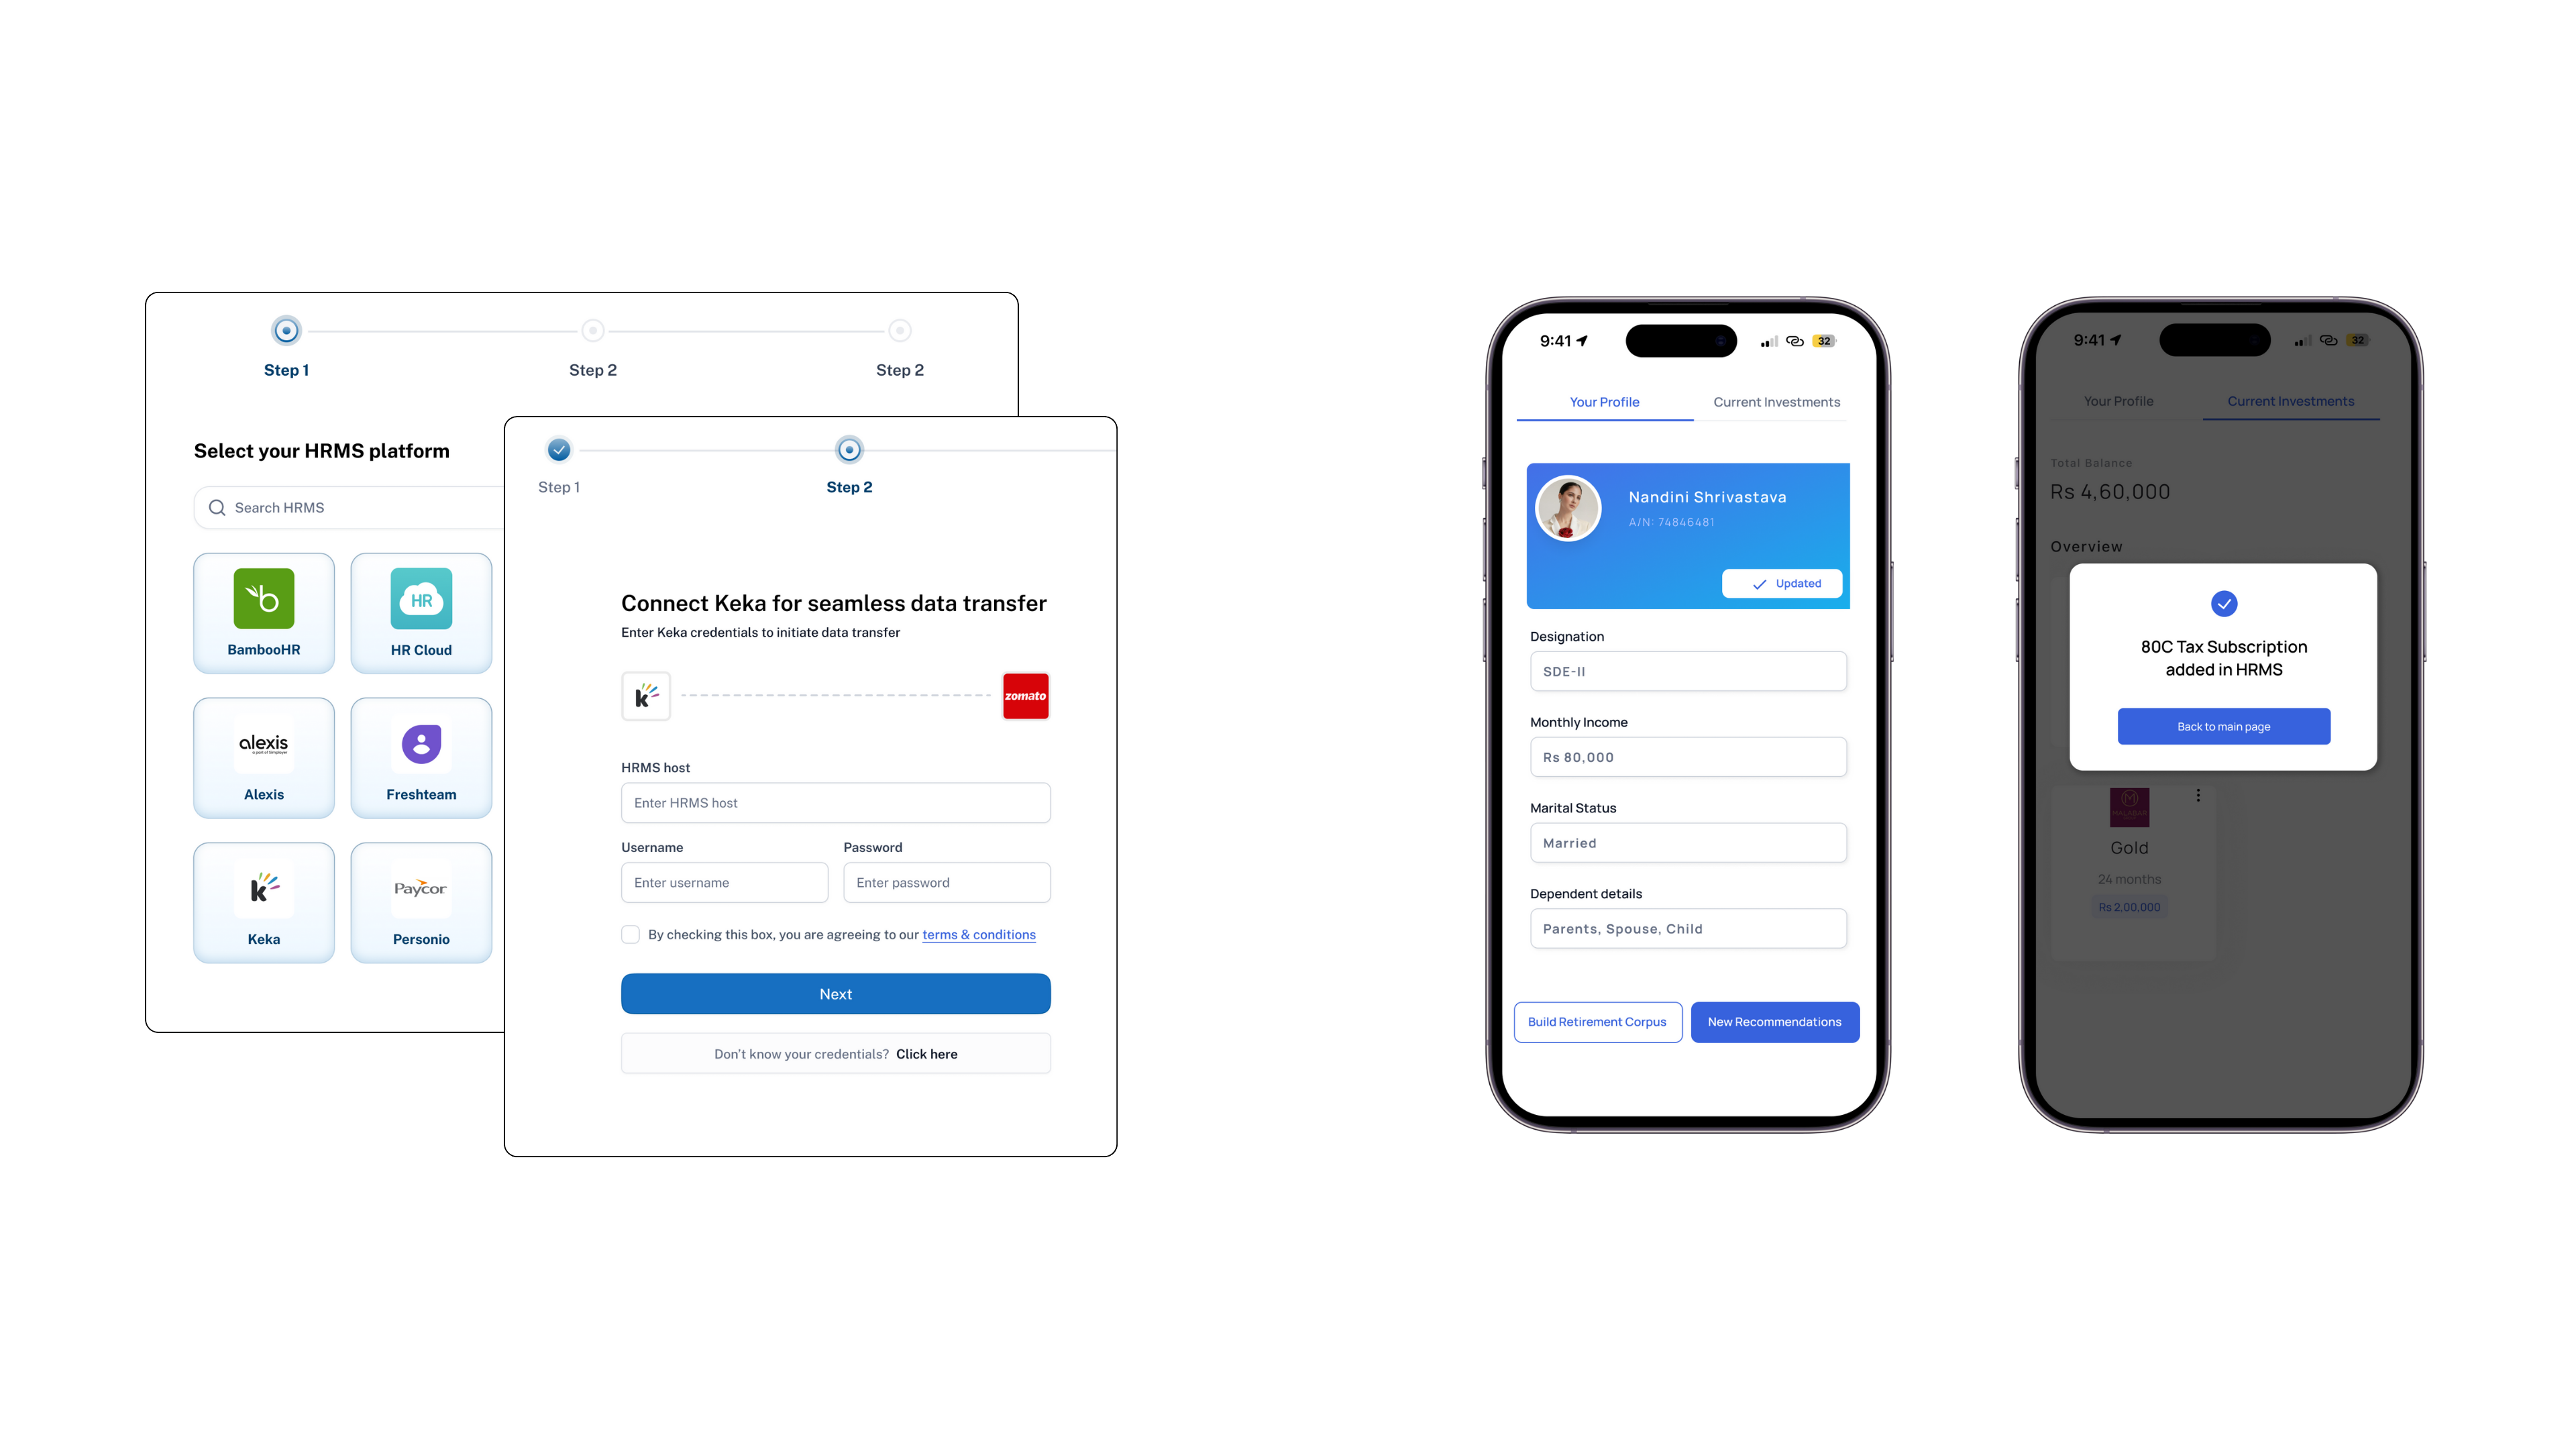 Step 1
Step 2
Step 2
Select your HRMS platform
Search HRMS
BambooHR
HR
HR Cloud
alexis
Alexis
Freshteam
k
Keka
Paycor
Personio
Step 1
Step 2
Connect Keka for seamless data transfer
Enter Keka credentials to initiate data transfer
k
zomato
HRMS host
Enter HRMS host
Username
Password
Enter username
Enter password
By checking this box, you are agreeing to our terms & conditions
Next
Don't know your credentials? Click here
9:41
32
Your Profile
Current Investments
Nandini Shrivastava
A/N: 74846481
Updated
Designation
SDE-II
Monthly Income
Rs 80,000
Marital Status
Married
Dependent details
Parents, Spouse, Child
Build Retirement Corpus
New Recommendations
9:41
32
Your Profile
Current Investments
Total Balance
Rs 4,60,000
Overview
80C Tax Subscription
added in HRMS
Back to main page
MALABAR
Gold
24 months
Rs 2,00,000